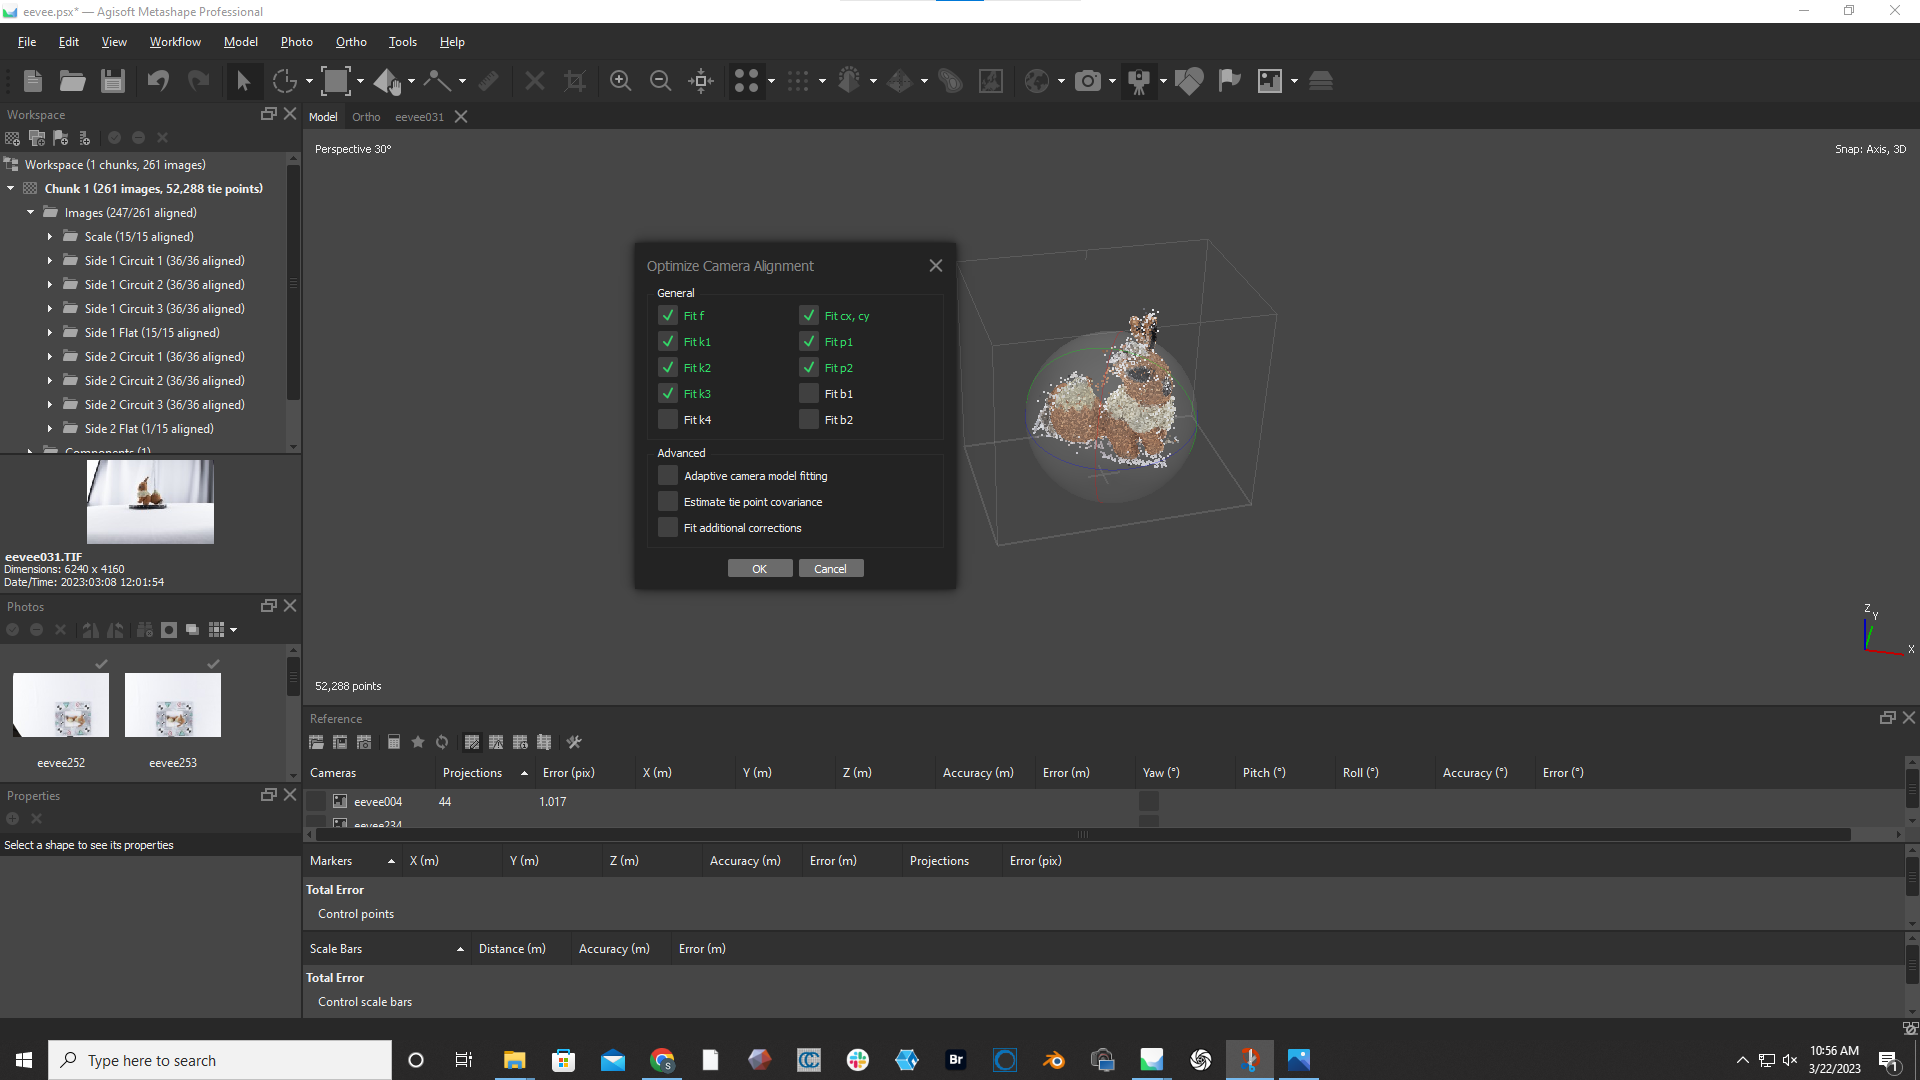 eevee.psx* — Agisoft Metashape Professional
File Edit View Workflow Model Photo Ortho Tools Help
Workspace
Workspace (1 chunks, 261 images)
Chunk 1 (261 images, 52,288 tie points)
Images (247/261 aligned)
Scale (15/15 aligned)
Side 1 Circuit 1 (36/36 aligned)
Side 1 Circuit 2 (36/36 aligned)
Side 1 Circuit 3 (36/36 aligned)
Side 1 Flat (15/15 aligned)
Side 2 Circuit 1 (36/36 aligned)
Side 2 Circuit 2 (36/36 aligned)
Side 2 Circuit 3 (36/36 aligned)
Side 2 Flat (1/15 aligned)
Components (1)
eevee031.TIF
Dimensions: 6240 x 4160
Date/Time: 2023:03:08 12:01:54
Photos
eevee252 eevee253
Properties
Select a shape to see its properties
Model Ortho eevee031
Perspective 30°
Snap: Axis, 3D
Optimize Camera Alignment
General
Fit f Fit cx, cy
Fit k1 Fit p1
Fit k2 Fit p2
Fit k3 Fit b1
Fit k4 Fit b2
Advanced
Adaptive camera model fitting
Estimate tie point covariance
Fit additional corrections
OK Cancel
Z
Y
X
52,288 points
Reference
Cameras Projections Error (pix) X (m) Y (m) Z (m) Accuracy (m) Error (m) Yaw (°) Pitch (°) Roll (°) Accuracy (°) Error (°)
eevee004 44 1.017
eevee234
Markers X (m) Y (m) Z (m) Accuracy (m) Error (m) Projections Error (pix)
Total Error
Control points
Scale Bars Distance (m) Accuracy (m) Error (m)
Total Error
Control scale bars
Type here to search
S
CC
Br
10:56 AM
3/22/2023
1